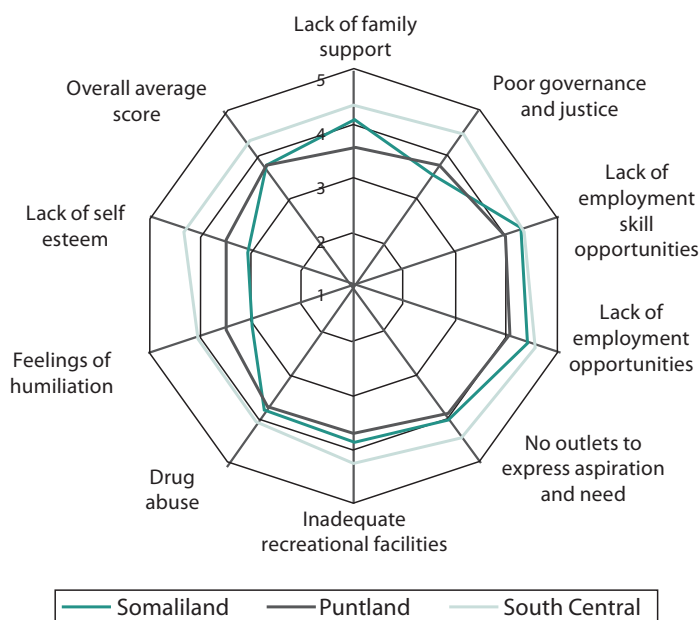 Lack of family
support
Poor governance
and justice
Lack of
employment
skill
opportunities
Lack of
employment
opportunities
No outlets to
express aspiration
and need
Inadequate
recreational facilities
Drug
abuse
Feelings of
humiliation
Lack of self
esteem
Overall average
score
5
4
3
2
1
Somaliland Puntland South Central